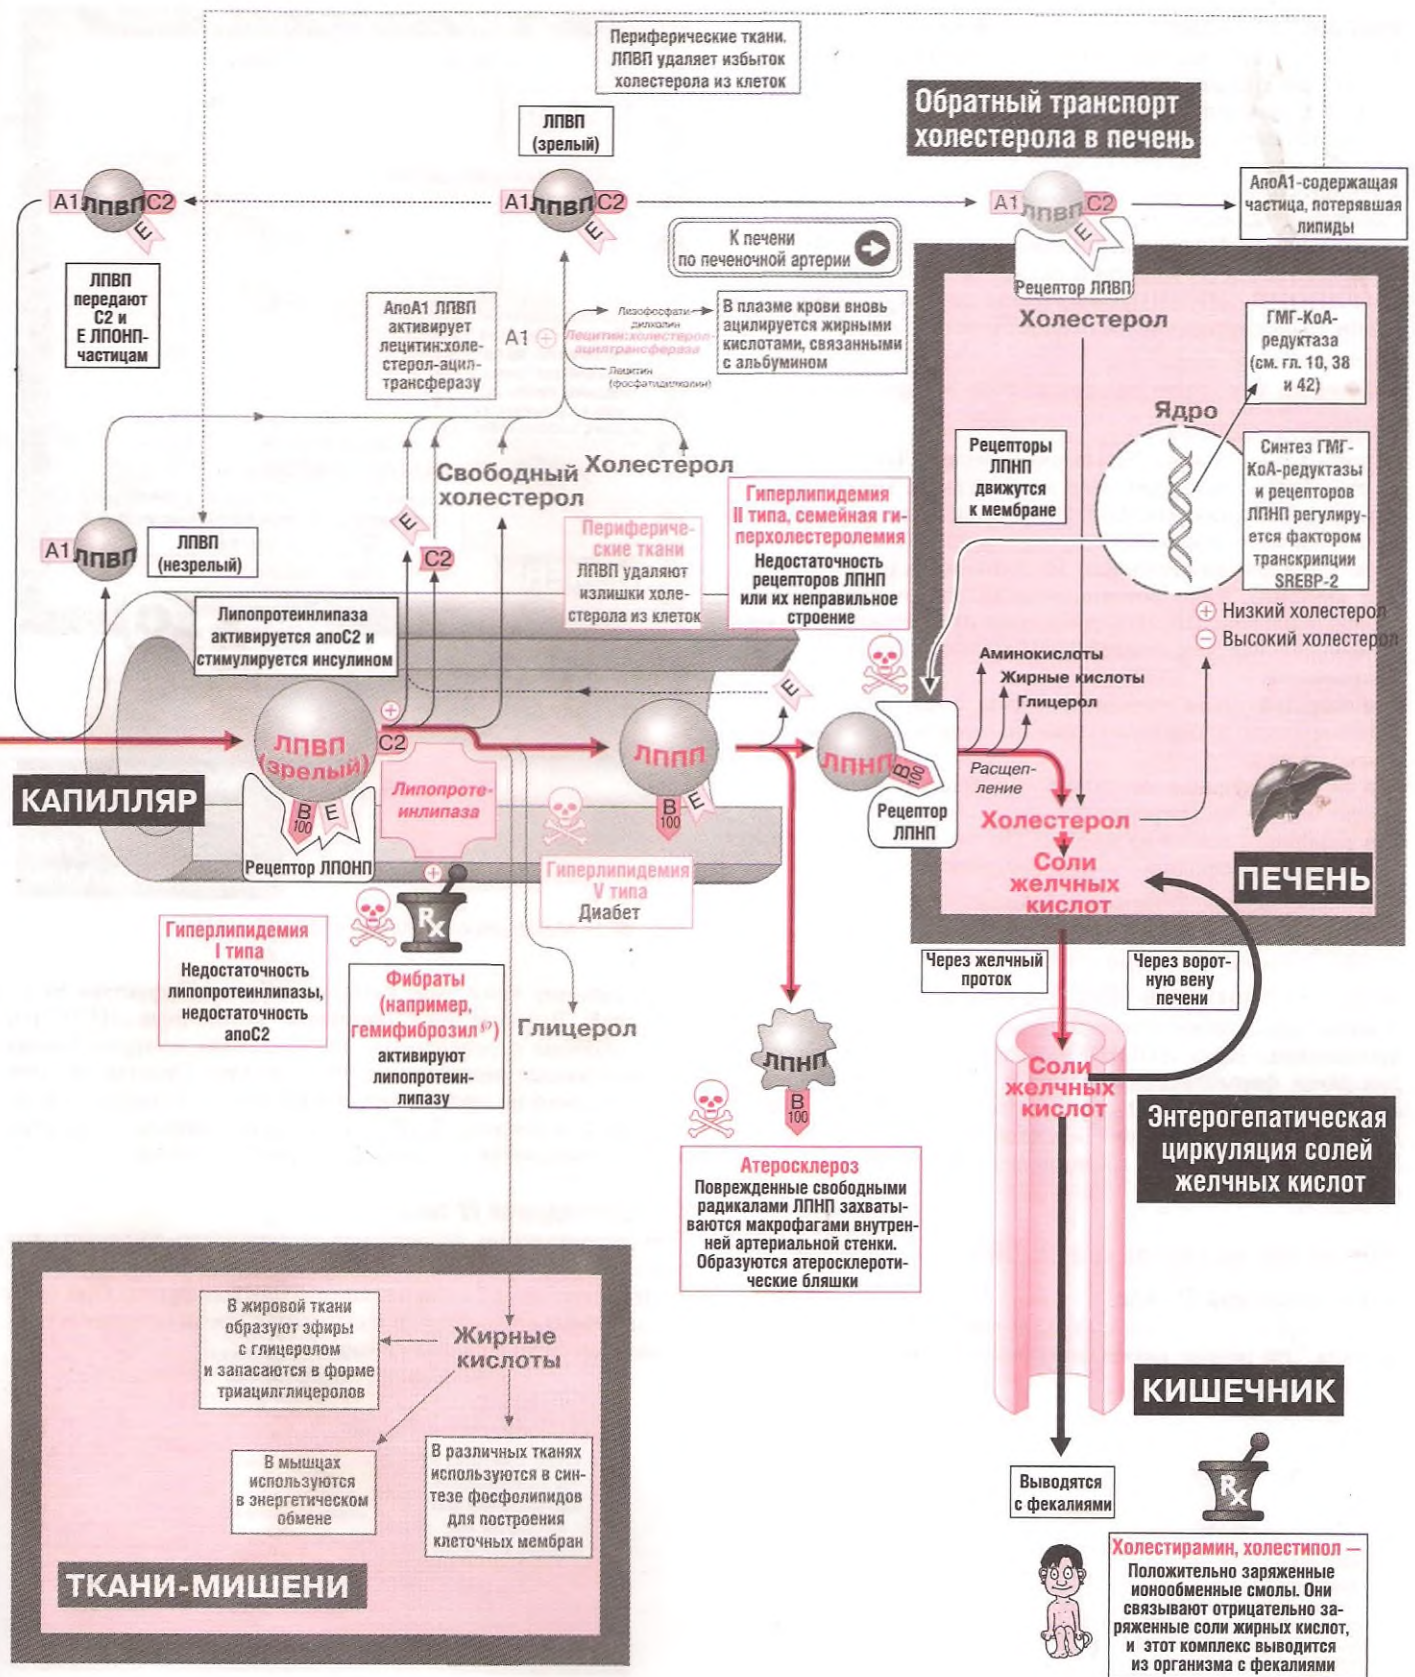 Периферические ткани.
ЛПВП удаляет избыток
холестерола из клеток
Обратный транспорт
холестерола в печень
ЛПВП
(зрелый)
A1
ЛПВП
C2
E
A1
ЛПВП
C2
E
A1
ЛПВП
C2
E
АпоА1-содержащая
частица, потерявшая
липиды
К печени
по печеночной артерии
Рецептор ЛПВП
ЛПВП
передают
С2 и
Е ЛПОНП-
частицам
АпоА1 ЛПВП
активирует
лецитин:холе-
стерол-ацил-
трансферазу
A1 +
Лизофосфати-
дилхолин
Лецитин:холестерол-
ацилтрансфераза
Лецитин
(фосфатидилхолин)
В плазме крови вновь
ацилируется жирными
кислотами, связанными
с альбумином
Холестерол
ГМГ-КоА-
редуктаза
(см. гл. 10, 38
и 42)
Ядро
Рецепторы
ЛПНП
движутся
к мембране
Синтез ГМГ-
КоА-редуктазы
и рецепторов
ЛПНП регулиру-
ется фактором
транскрипции
SREBP-2
+ Низкий холестерол
− Высокий холестерол
Свободный
холестерол
Холестерол
E
C2
A1
ЛПВП
ЛПВП
(незрелый)
Перифериче-
ские ткани
ЛПВП удаляют
излишки холе-
стерола из клеток
Гиперлипидемия
II типа, семейная ги-
перхолестеролемия
Недостаточность
рецепторов ЛПНП
или их неправильное
строение
Липопротеинлипаза
активируется апоС2 и
стимулируется инсулином
Аминокислоты
Жирные кислоты
Глицерол
E
+
ЛПВП
(зрелый)
C2
B
100
E
Рецептор ЛПОНП
Липопроте-
инлипаза
ЛППП
B
100
E
ЛПНП
B
100
Рецептор
ЛПНП
Расщеп-
ление
Холестерол
Соли
желчных
кислот
КАПИЛЛЯР
ПЕЧЕНЬ
+
Rx
Гиперлипидемия
V типа
Диабет
Гиперлипидемия
I типа
Недостаточность
липопротеинлипазы,
недостаточность
апоС2
Фибраты
(например,
гемифиброзил℘)
активируют
липопротеин-
липазу
Глицерол
Через желчный
проток
Через ворот-
ную вену
печени
ЛПНП
B
100
Соли
желчных
кислот
Энтерогепатическая
циркуляция солей
желчных кислот
Атеросклероз
Поврежденные свободными
радикалами ЛПНП захваты-
ваются макрофагами внутрен-
ней артериальной стенки.
Образуются атеросклероти-
ческие бляшки
В жировой ткани
образуют эфиры
с глицеролом
и запасаются в форме
триацилглицеролов
Жирные
кислоты
В мышцах
используются
в энергетическом
обмене
В различных тканях
используются в син-
тезе фосфолипидов
для построения
клеточных мембран
ТКАНИ-МИШЕНИ
КИШЕЧНИК
Выводятся
с фекалиями
Rx
Холестирамин, холестипол —
Положительно заряженные
ионообменные смолы. Они
связывают отрицательно за-
ряженные соли жирных кислот,
и этот комплекс выводится
из организма с фекалиями